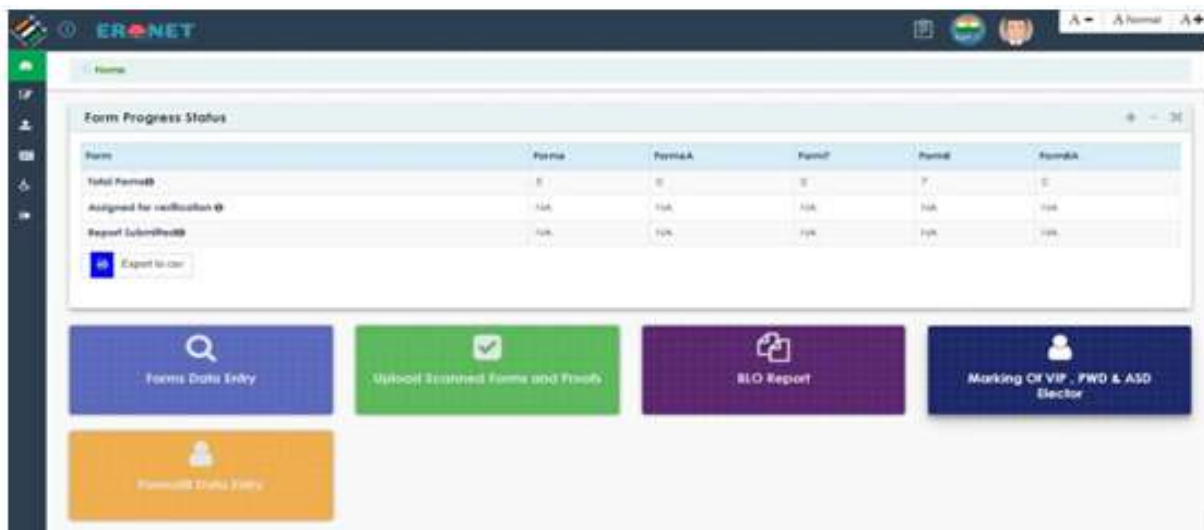 ERONET
A- A Normal A+
Home
Form Progress Status
Form Form6 Form6A Form7 Form8 Form8A
Total Forms
Assigned for verification N/A N/A N/A N/A N/A
Report Submitted N/A N/A N/A N/A N/A
Export to csv
Forms Data Entry
Upload Scanned Forms and Proofs
BLO Report
Marking Of VIP , PWD & ASD
Elector
Data Entry